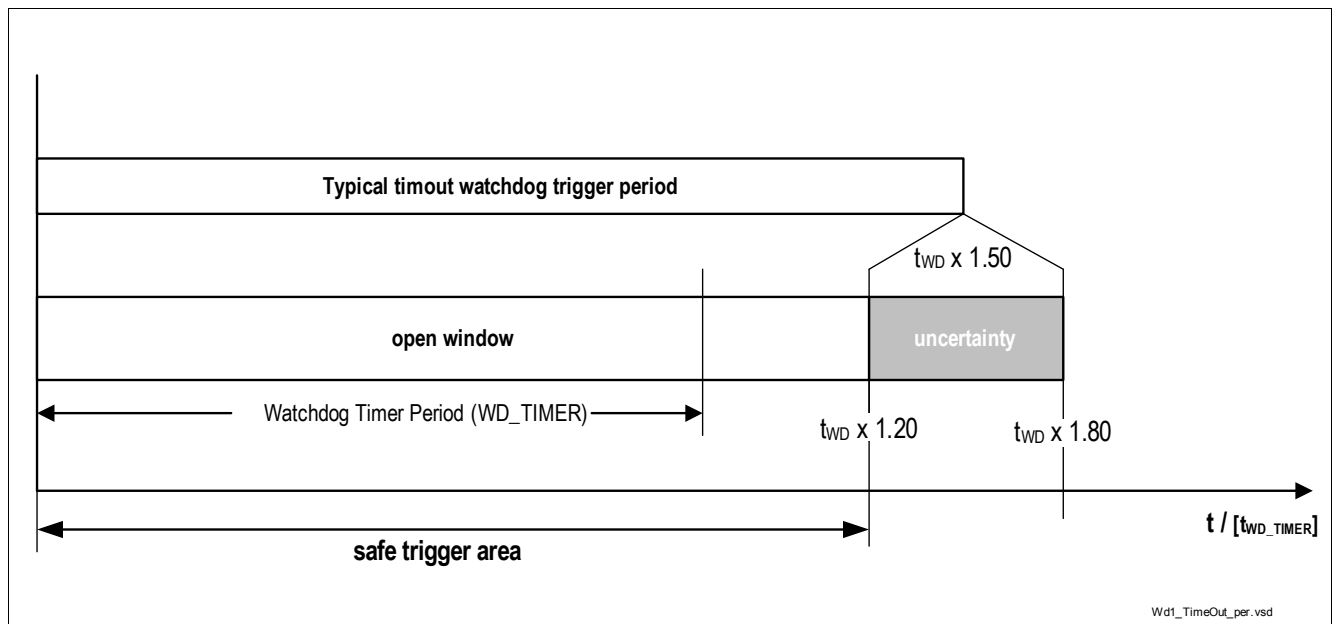 Typical timout watchdog trigger period
tWD x 1.50
open window
uncertainty
Watchdog Timer Period (WD_TIMER)
tWD x 1.20
tWD x 1.80
t / [tWD_TIMER]
safe trigger area
Wd1_TimeOut_per.vsd